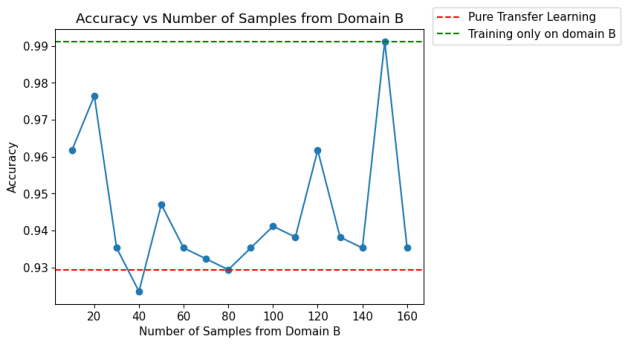 Accuracy vs Number of Samples from Domain B
Pure Transfer Learning
Training only on domain B
0.99
0.98
0.97
0.96
0.95
0.94
0.93
Accuracy
20 40 60 80 100 120 140 160
Number of Samples from Domain B